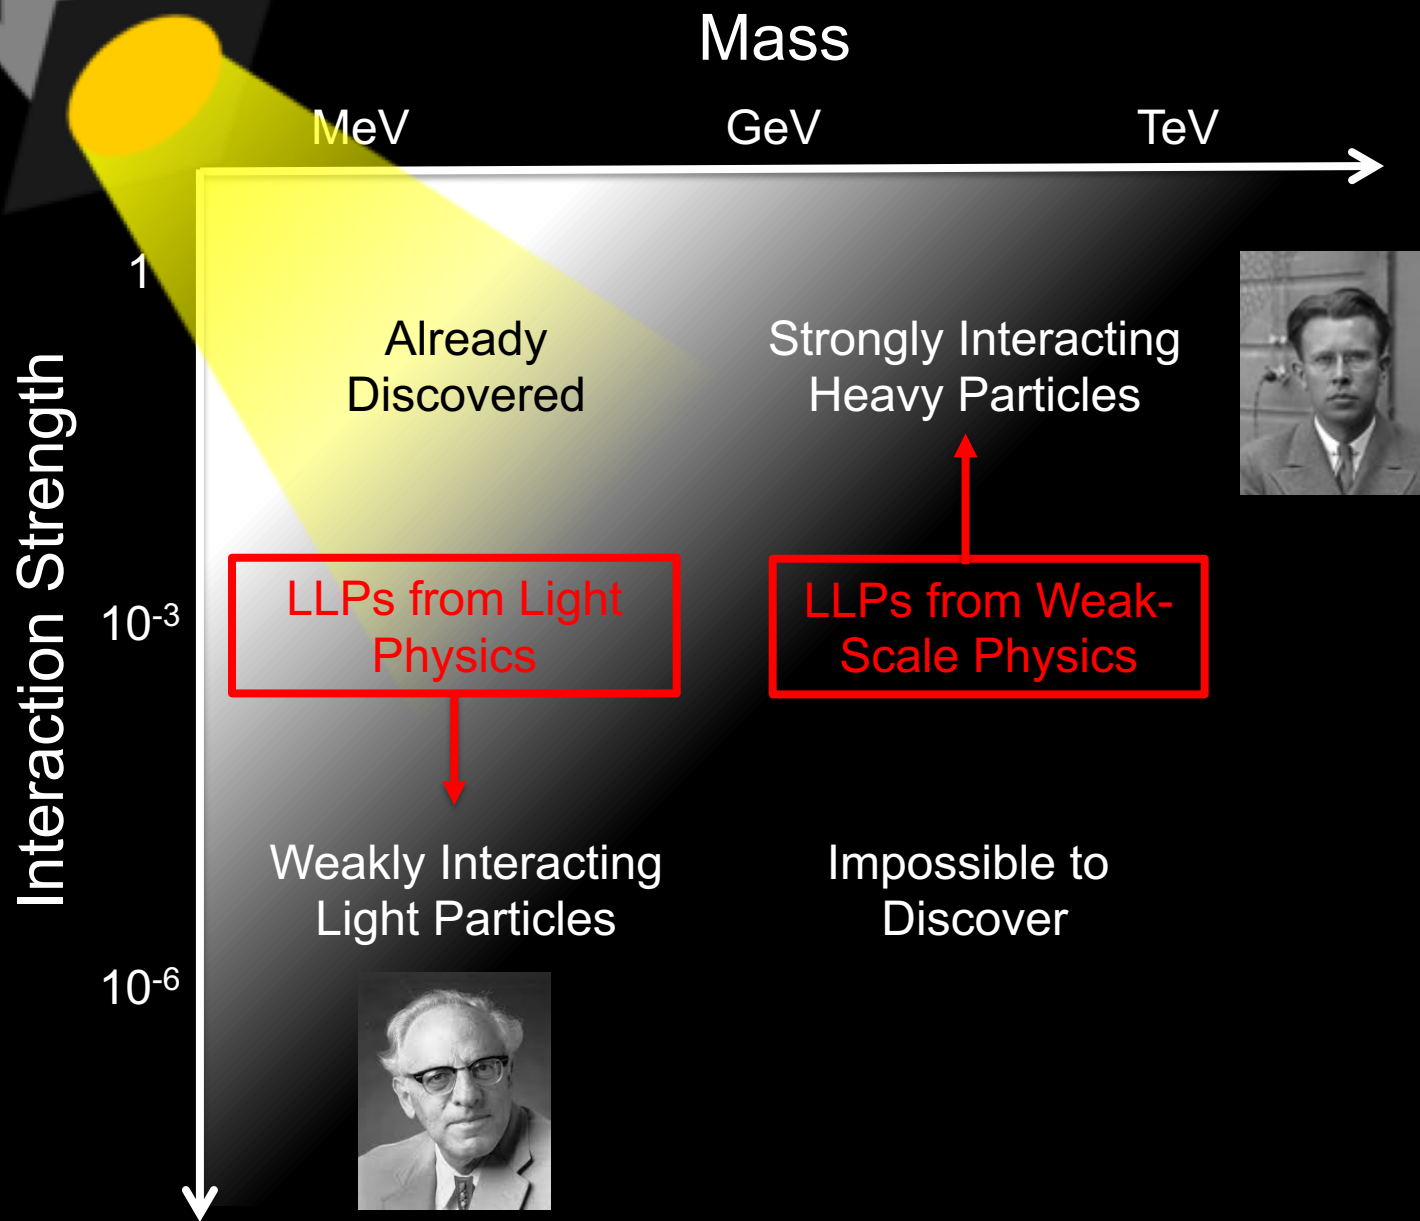 Mass
MeV
GeV
TeV
1
Already
Discovered
Strongly Interacting
Heavy Particles
Interaction Strength
10-3
LLPs from Light
Physics
LLPs from Weak-
Scale Physics
Weakly Interacting
Light Particles
Impossible to
Discover
10-6